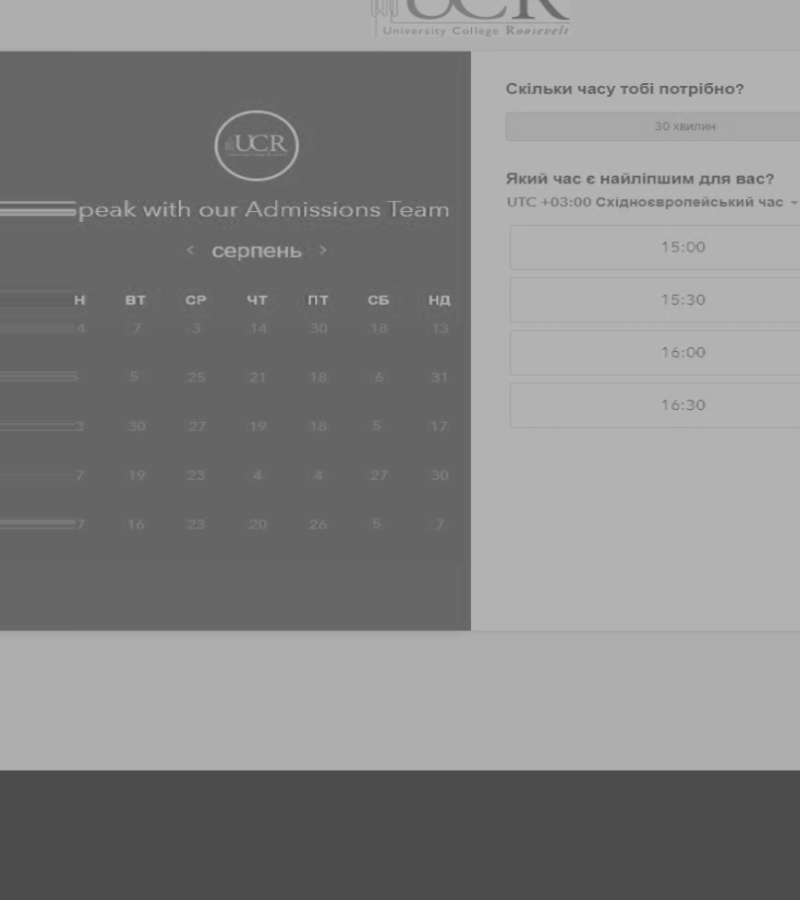 UCR
University College Roosevelt
UCR
peak with our Admissions Team
‹ серпень ›
Н ВТ СР ЧТ ПТ СБ НД
4 7 3 14 30 18 13
5 25 21 18 6 31
3 30 27 19 18 5 17
7 19 23 4 4 27 30
7 16 23 20 26 5 7
Скільки часу тобі потрібно?
30 хвилин
Який час є найліпшим для вас?
UTC +03:00 Східноєвропейський час
15:00
15:30
16:00
16:30